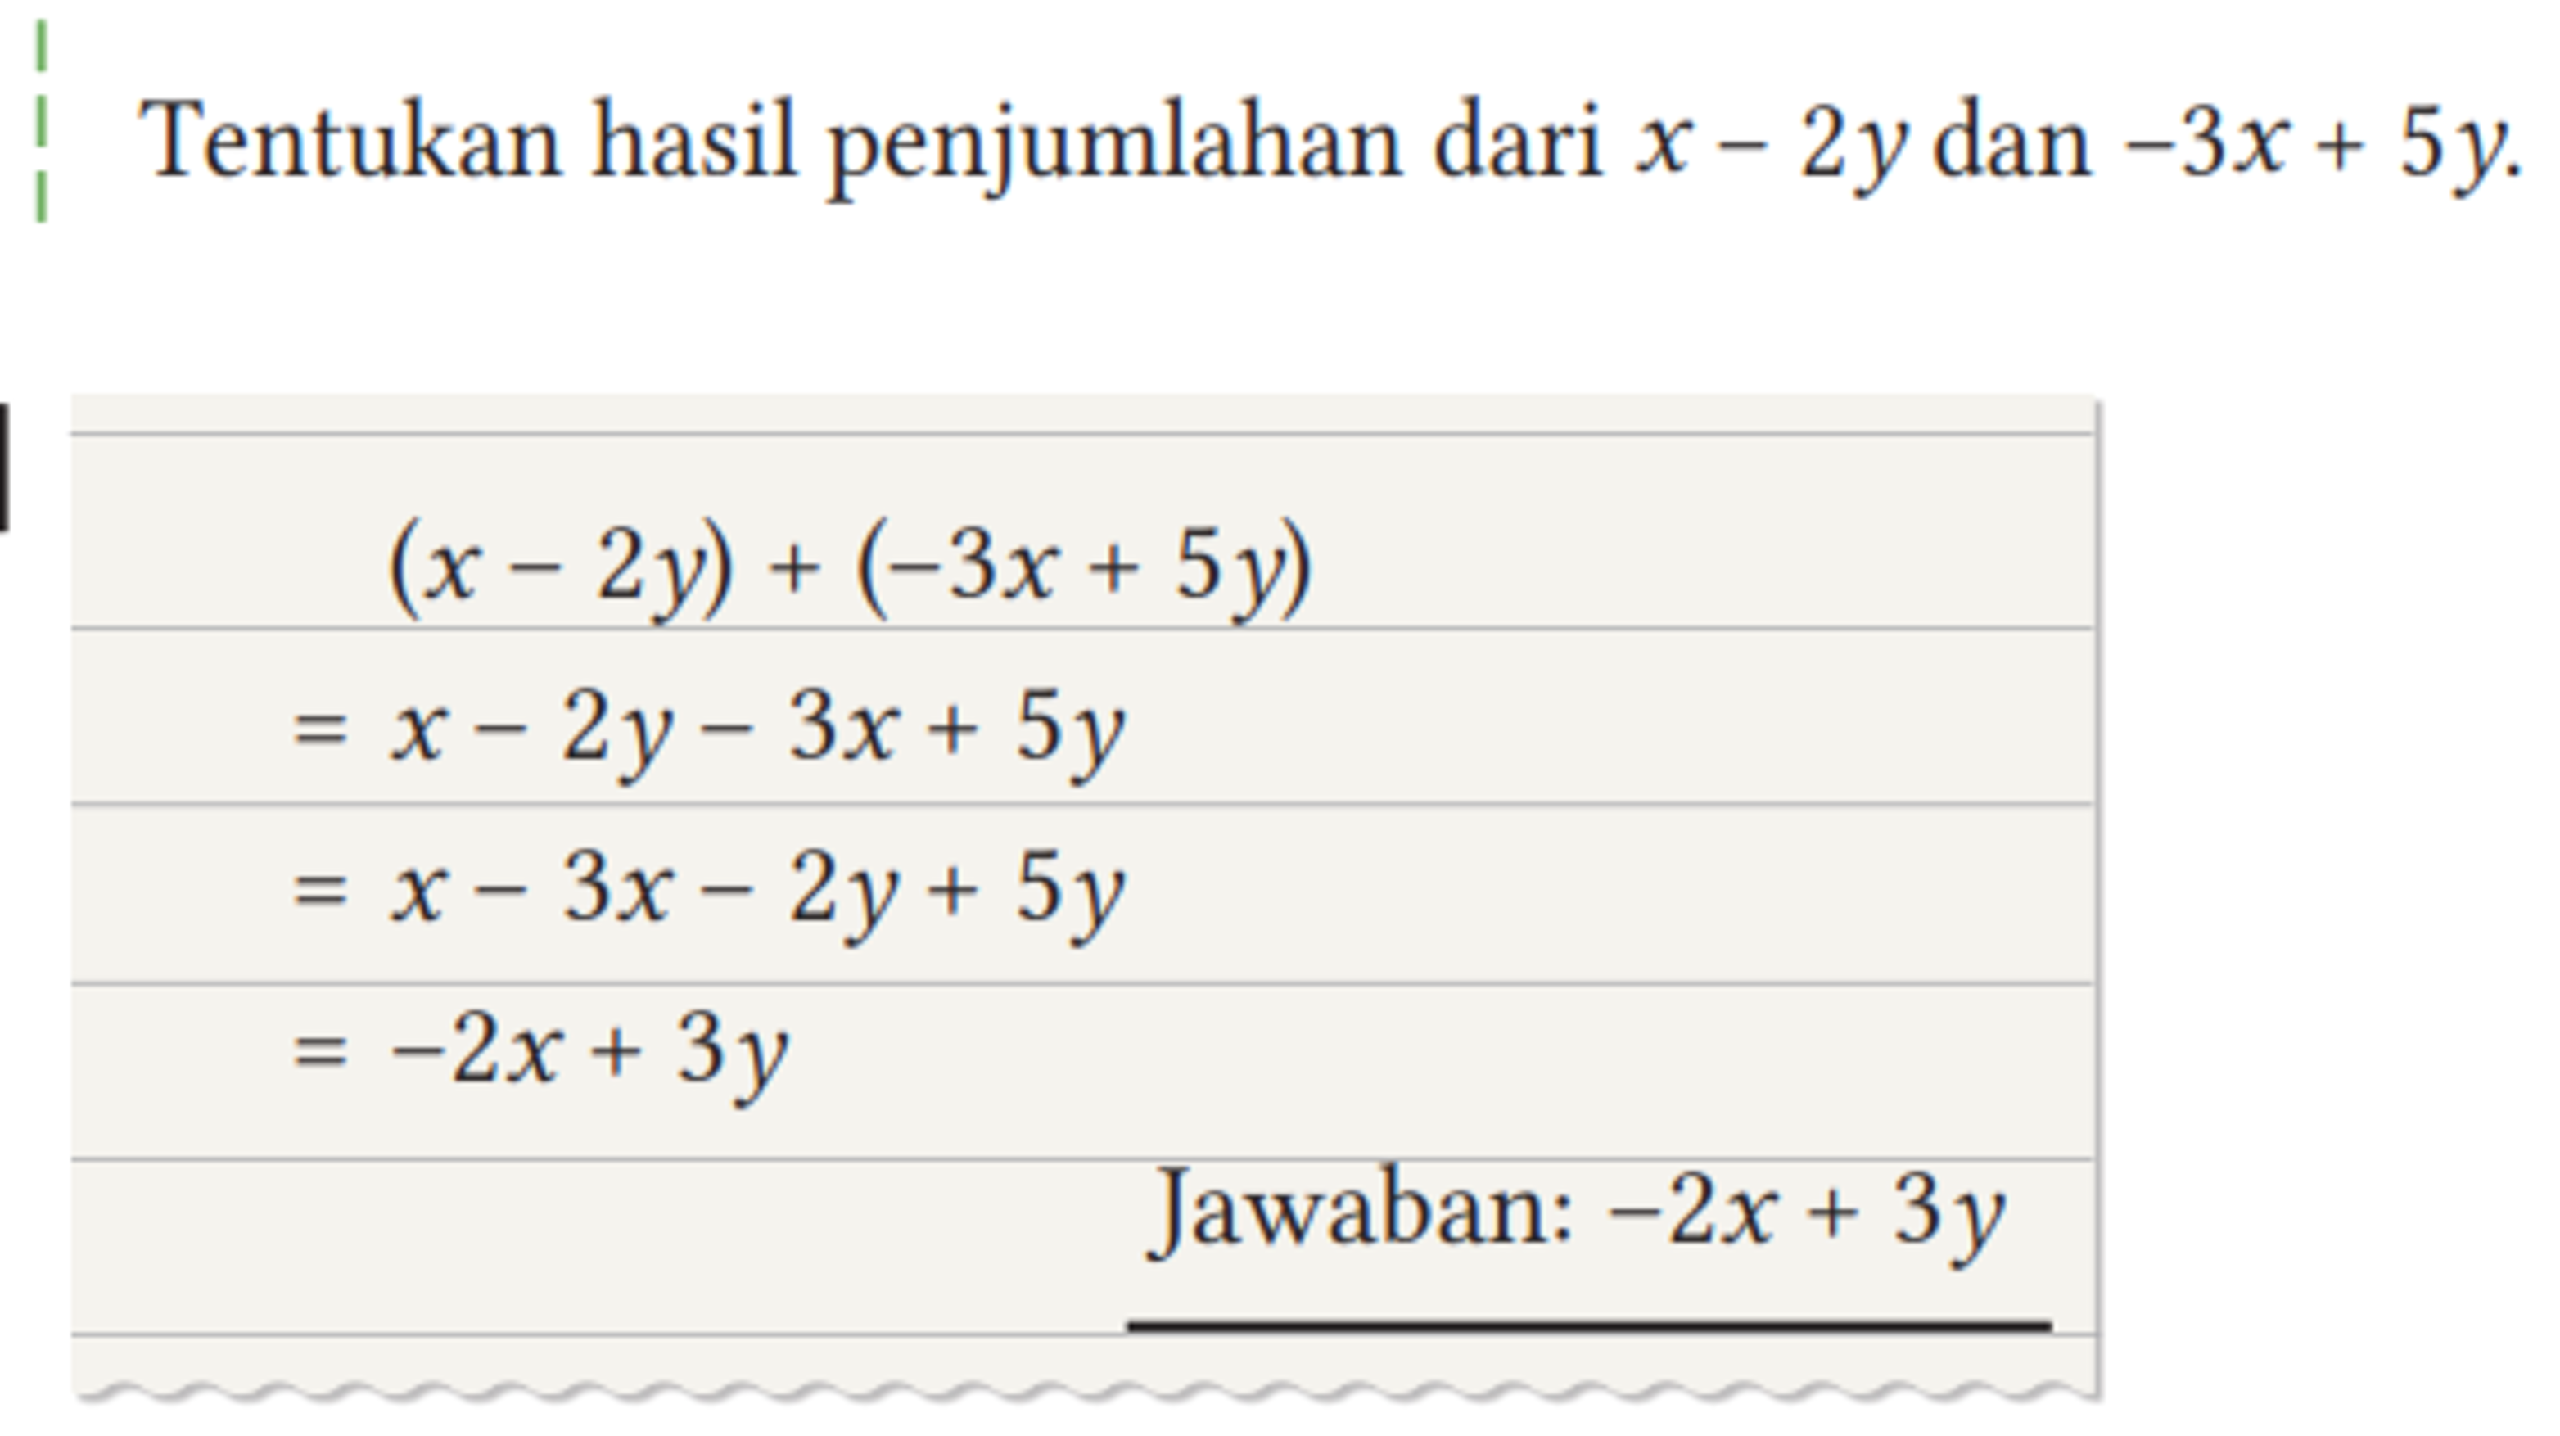 Tentukan hasil penjumlahan dari x – 2y dan –3x + 5y.
(x – 2y) + (–3x + 5y)
= x – 2y – 3x + 5y
= x – 3x – 2y + 5y
= –2x + 3y
Jawaban: –2x + 3y